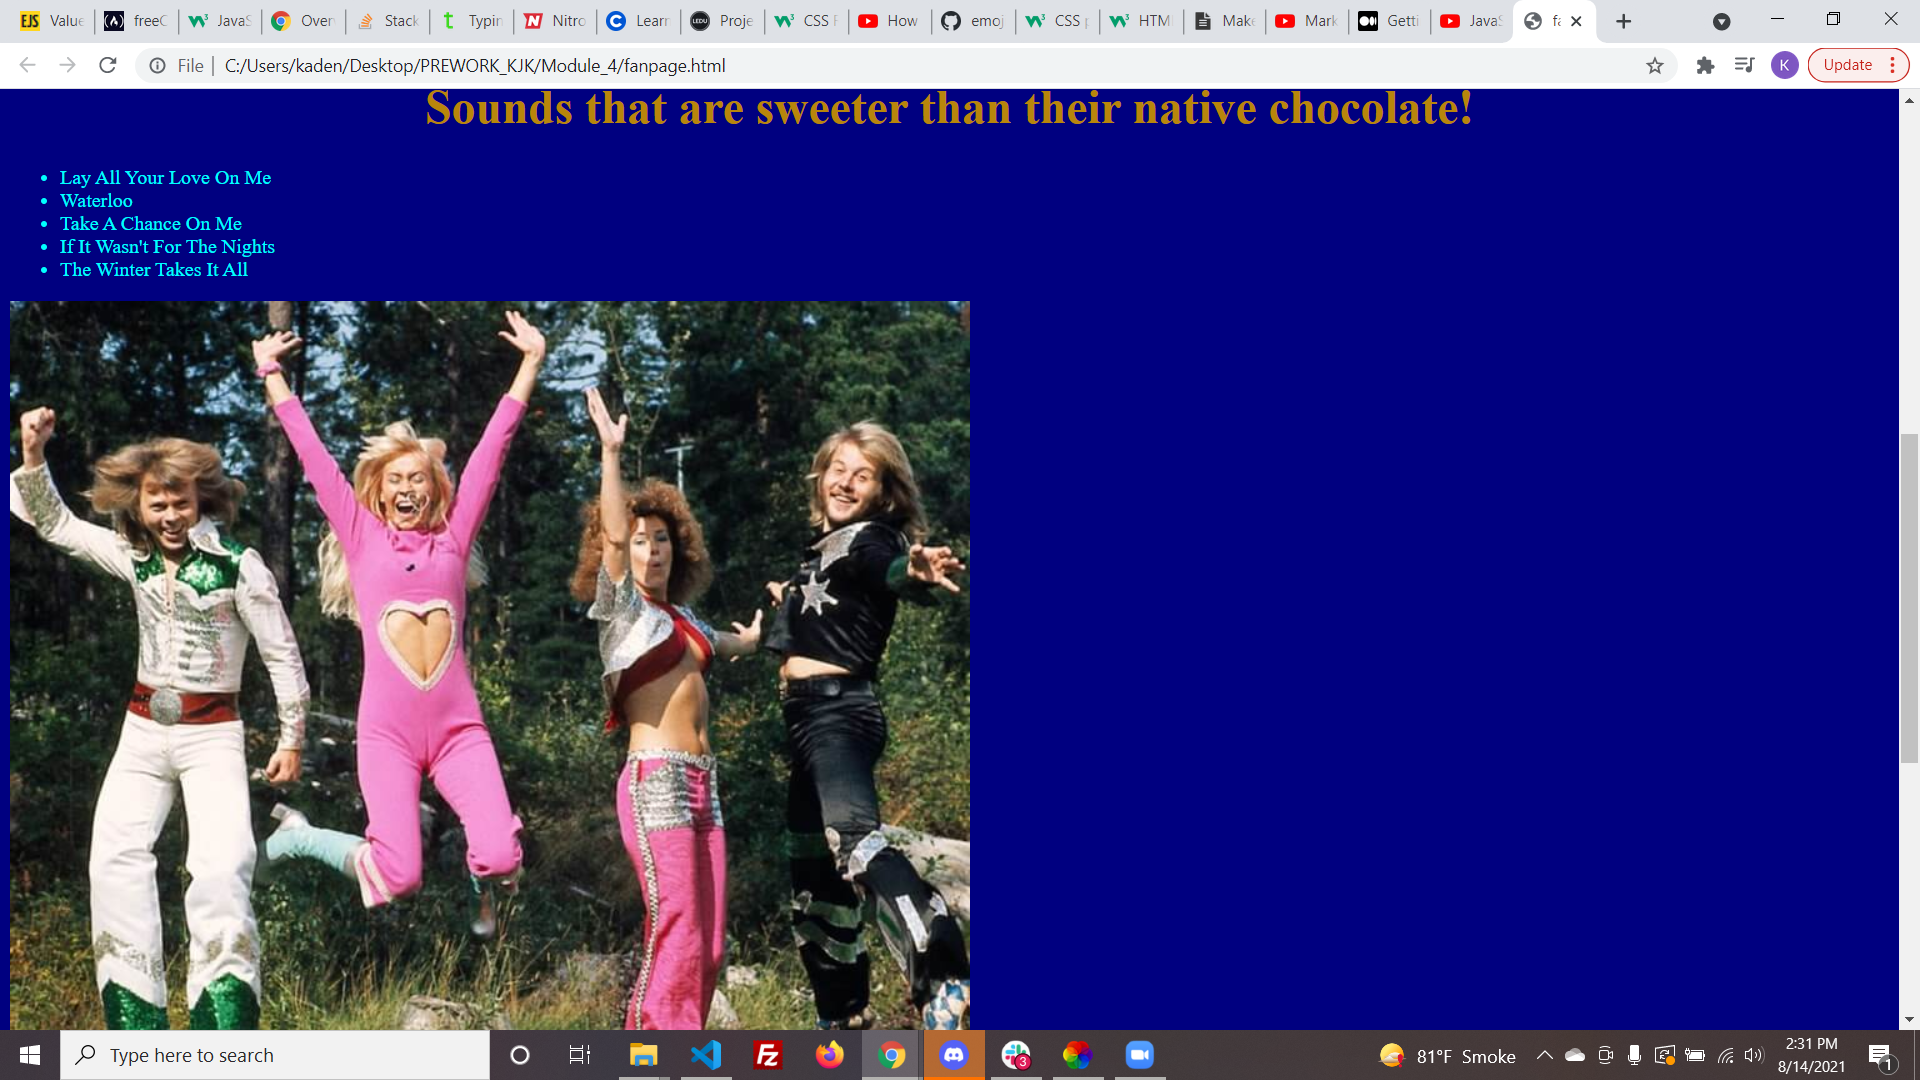 Value
freeC
JavaS
Over
Stack
Typin
Nitro
Learn
Proje
CSS F
How
emoj
CSS p
HTM
Make
Mark
Getti
JavaS
fa
File | C:/Users/kaden/Desktop/PREWORK_KJK/Module_4/fanpage.html
K
Update
Sounds that are sweeter than their native chocolate!
• Lay All Your Love On Me
• Waterloo
• Take A Chance On Me
• If It Wasn't For The Nights
• The Winter Takes It All
Type here to search
3
81°F Smoke
2:31 PM
8/14/2021
1